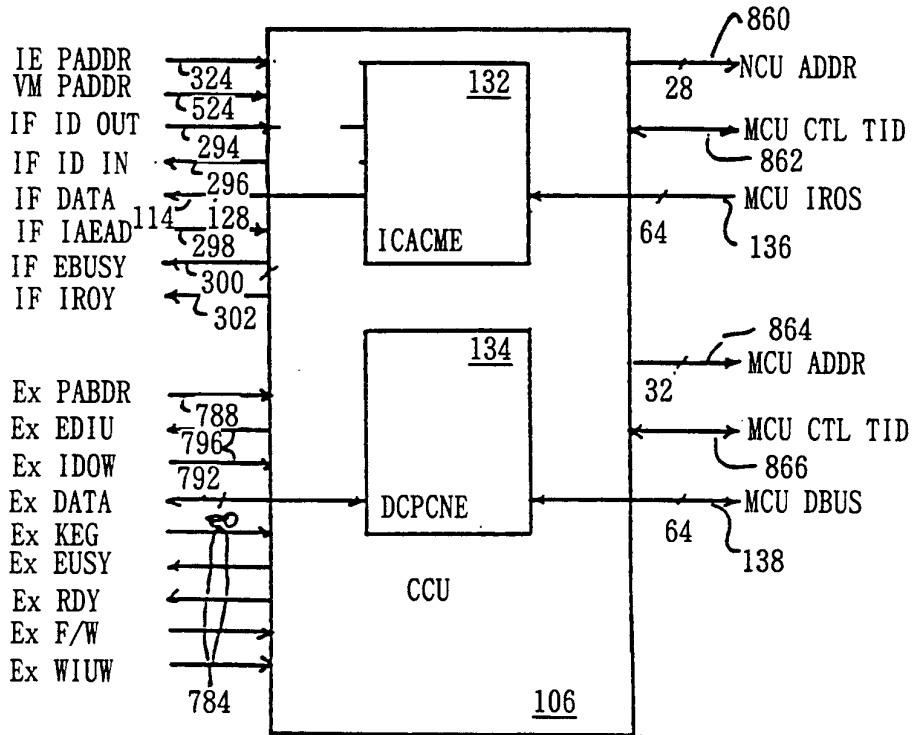 860
IE PADDR
324
132
28
NCU ADDR
VM PADDR
524
IF ID OUT
294
MCU CTL TID
862
IF ID IN
296
IF DATA
114
128
MCU IROS
64
136
IF IAEAD
298
ICACME
IF EBUSY
300
IF IROY
302
134
864
MCU ADDR
32
Ex PABDR
788
Ex EDIU
796
MCU CTL TID
866
Ex IDOW
792
Ex DATA
DCPCNE
MCU DBUS
64
138
Ex KEG
Ex EUSY
CCU
Ex RDY
Ex F/W
Ex WIUW
784
106